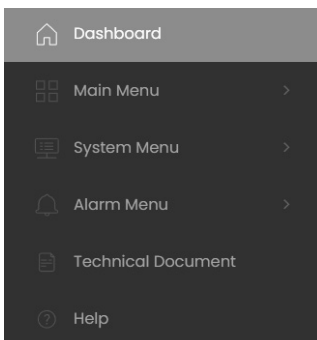 Dashboard
Main Menu
System Menu
Alarm Menu
Technical Document
Help